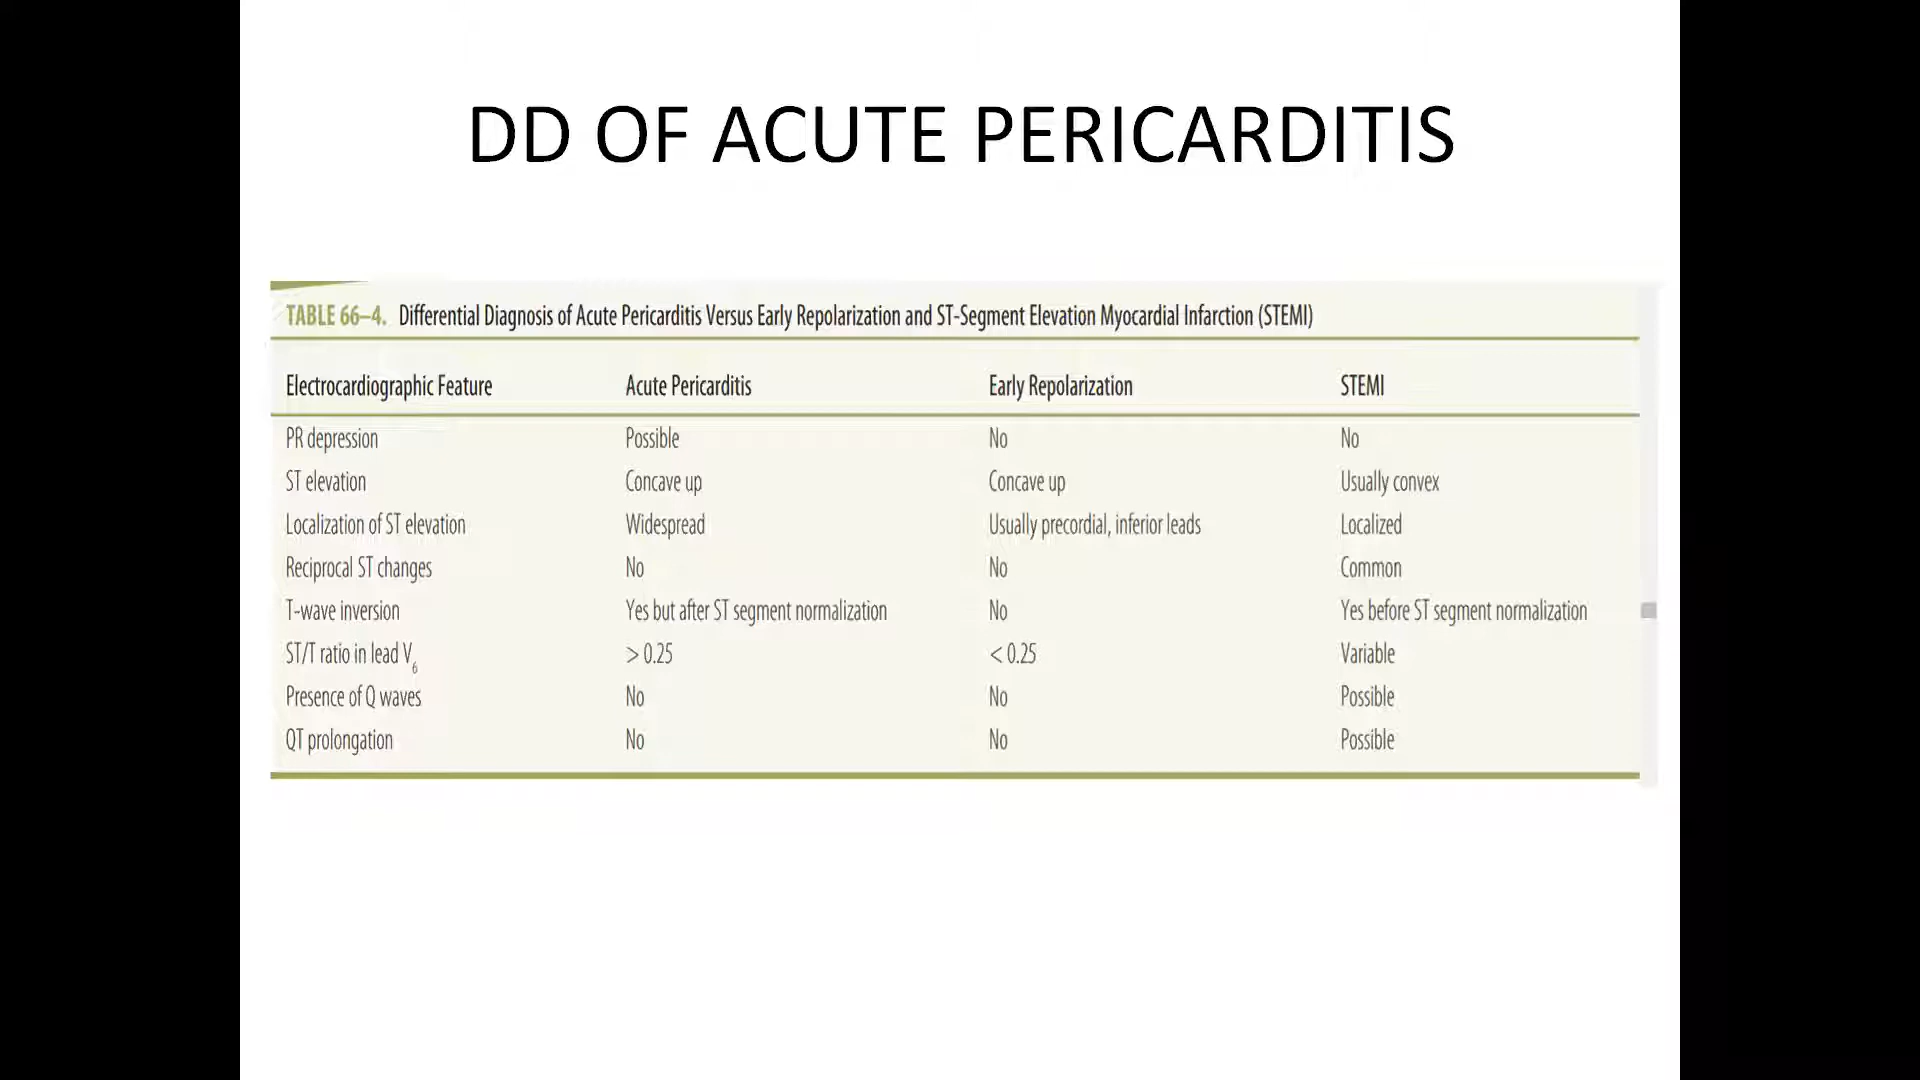 DD OF ACUTE PERICARDITIS
TABLE 66–4. Differential Diagnosis of Acute Pericarditis Versus Early Repolarization and ST-Segment Elevation Myocardial Infarction (STEMI)
Electrocardiographic Feature Acute Pericarditis Early Repolarization STEMI
PR depression Possible No No
ST elevation Concave up Concave up Usually convex
Localization of ST elevation Widespread Usually precordial, inferior leads Localized
Reciprocal ST changes No No Common
T-wave inversion Yes but after ST segment normalization No Yes before ST segment normalization
ST/T ratio in lead V6 > 0.25 < 0.25 Variable
Presence of Q waves No No Possible
QT prolongation No No Possible